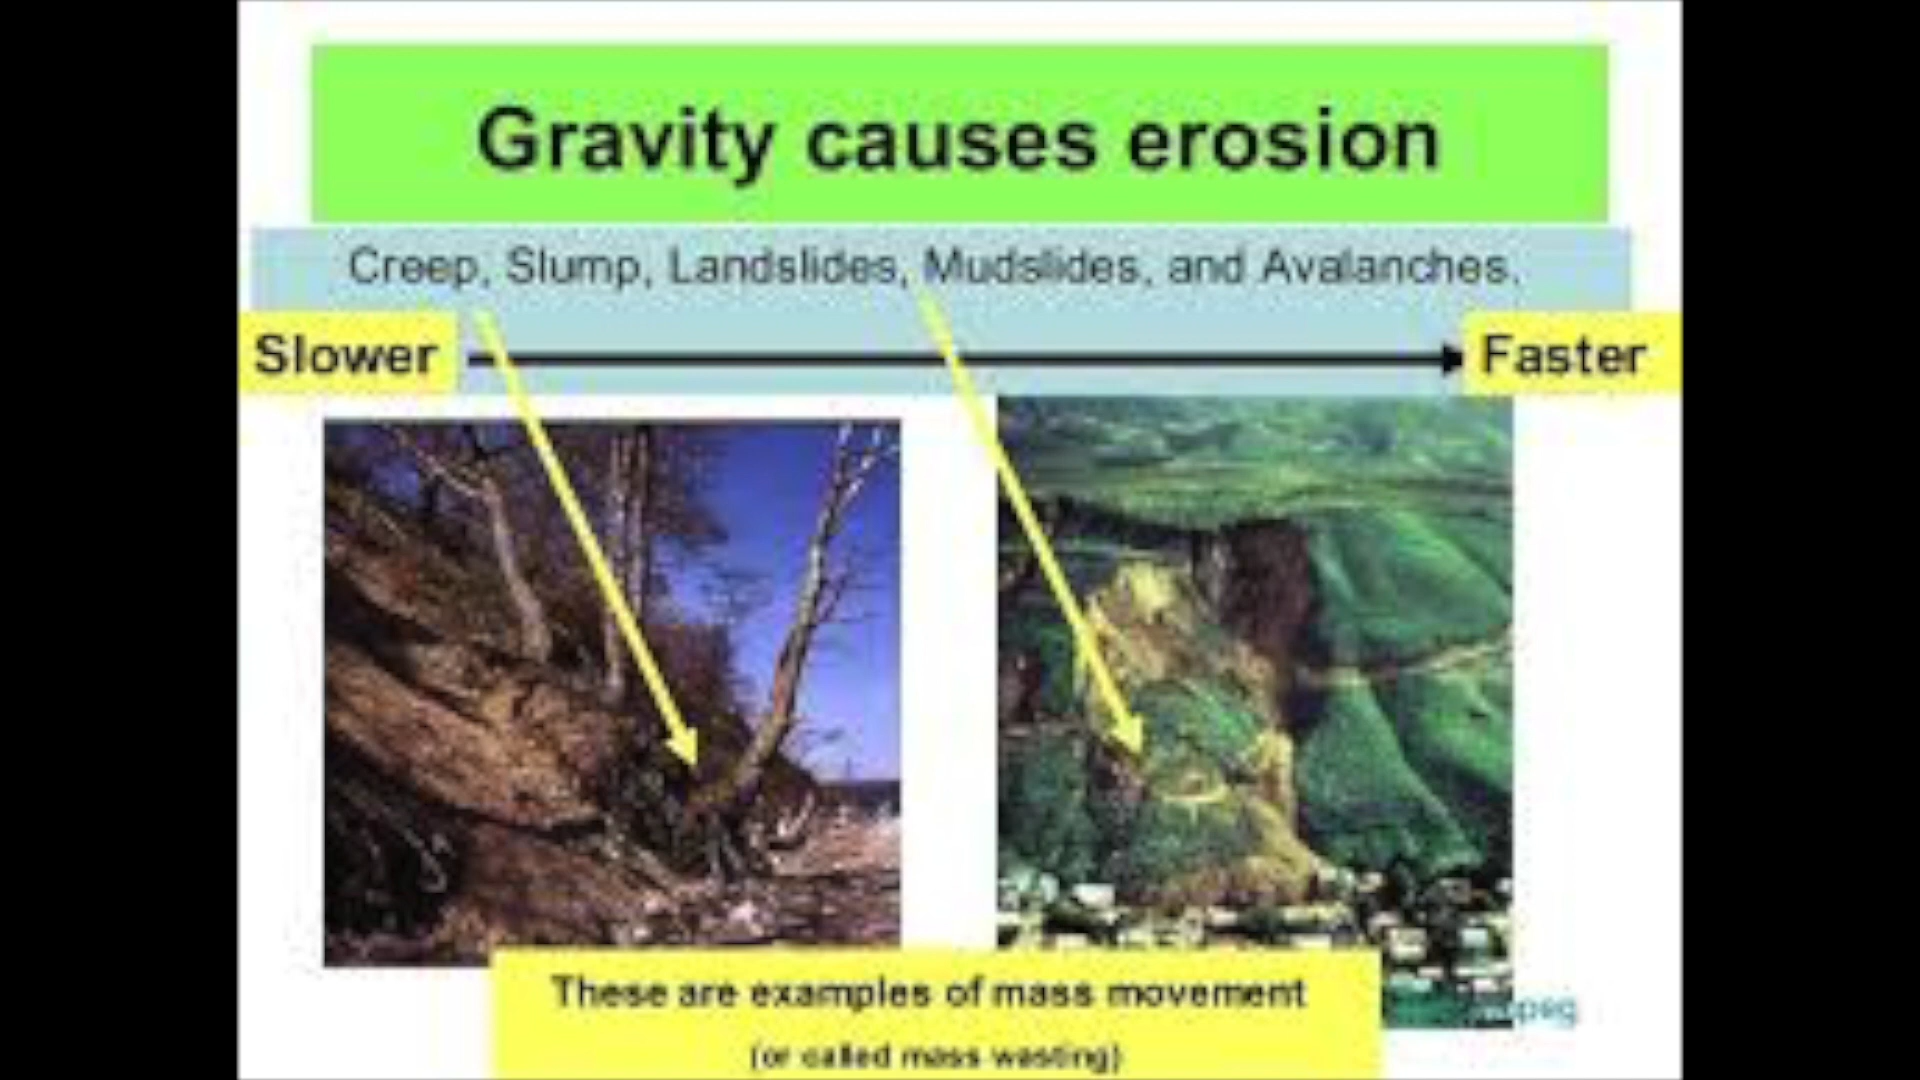 Gravity causes erosion
Creep, Slump, Landslides, Mudslides, and Avalanches.
Slower
Faster
These are examples of mass movement
(or called mass wasting)